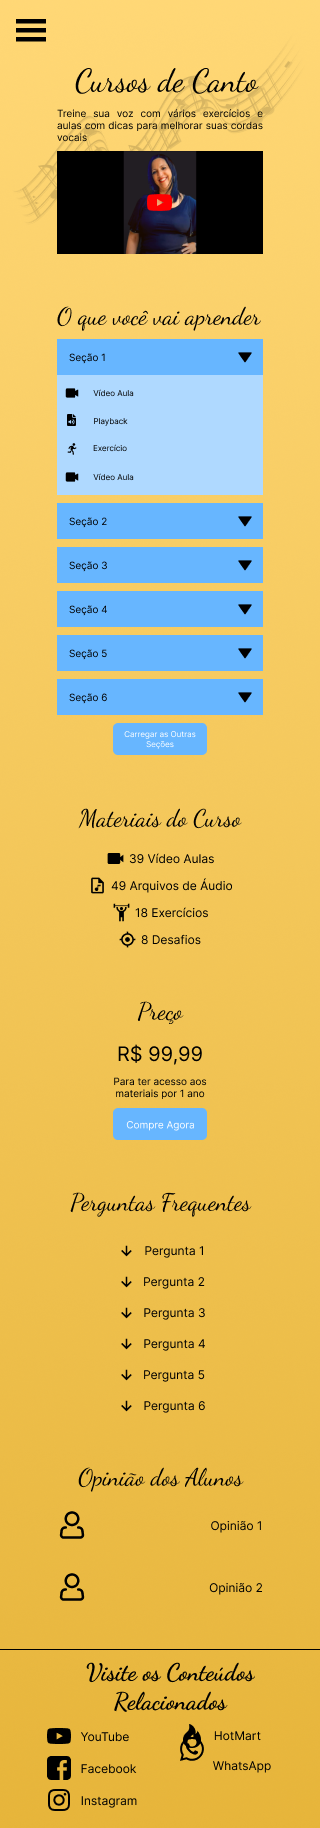 Cursos de Canto
Treine sua voz com vários exercícios e
aulas com dicas para melhorar suas cordas
vocais
O que você vai aprender
Seção 1
Vídeo Aula
Playback
Exercício
Vídeo Aula
Seção 2
Seção 3
Seção 4
Seção 5
Seção 6
Carregar as Outras
Seções
Materiais do Curso
39 Vídeo Aulas
49 Arquivos de Áudio
18 Exercícios
8 Desafios
Preço
R$ 99,99
Para ter acesso aos
materiais por 1 ano
Compre Agora
Perguntas Frequentes
Pergunta 1
Pergunta 2
Pergunta 3
Pergunta 4
Pergunta 5
Pergunta 6
Opinião dos Alunos
Opinião 1
Opinião 2
Visite os Conteúdos
Relacionados
YouTube
HotMart
Facebook
WhatsApp
Instagram